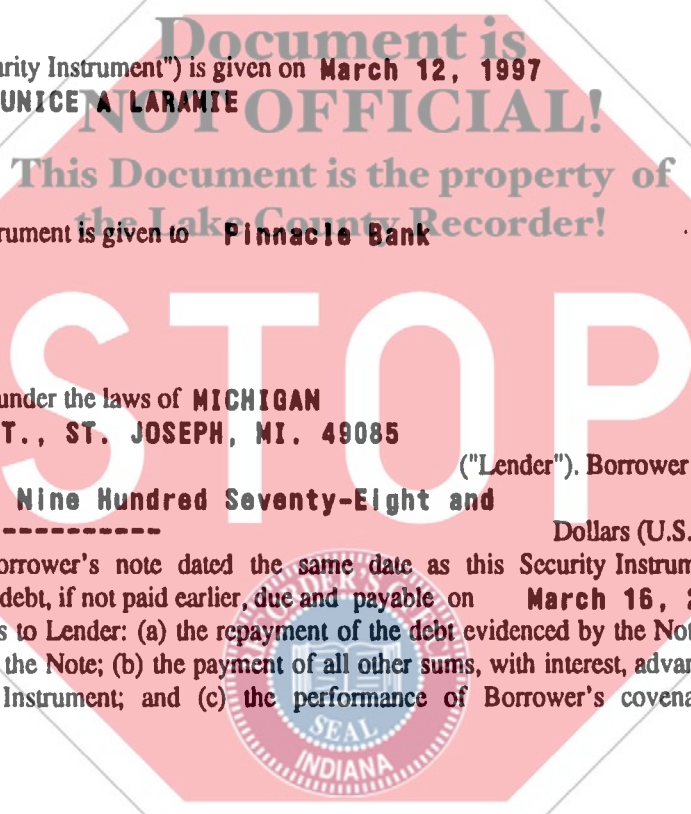 Document is
urity Instrument") is given on March 12, 1997
UNICE A LARAMIE
NOT OFFICIAL!
This Document is the property of
the Lake County Recorder!
rument is given to Pinnacle Bank
STOP
under the laws of MICHIGAN
T., ST. JOSEPH, MI. 49085
("Lender"). Borrower
Nine Hundred Seventy-Eight and
----------- Dollars (U.S.
orrower's note dated the same date as this Security Instrum
debt, if not paid earlier, due and payable on March 16, 2
s to Lender: (a) the repayment of the debt evidenced by the Not
the Note; (b) the payment of all other sums, with interest, advan
Instrument; and (c) the performance of Borrower's covena
SEAL
INDIANA